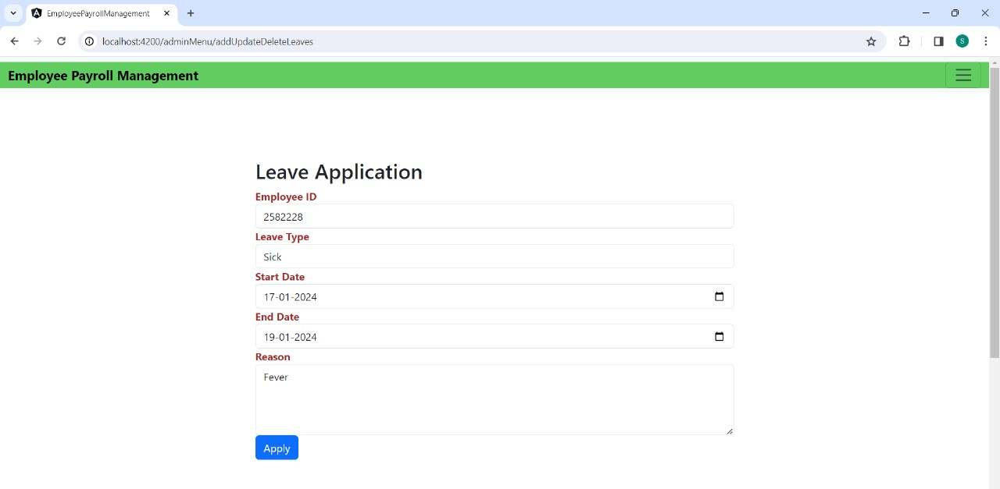 EmployeePayrollManagement
localhost:4200/adminMenu/addUpdateDeleteLeaves
S
Employee Payroll Management
Leave Application
Employee ID
2582228
Leave Type
Sick
Start Date
17-01-2024
End Date
19-01-2024
Reason
Fever
Apply